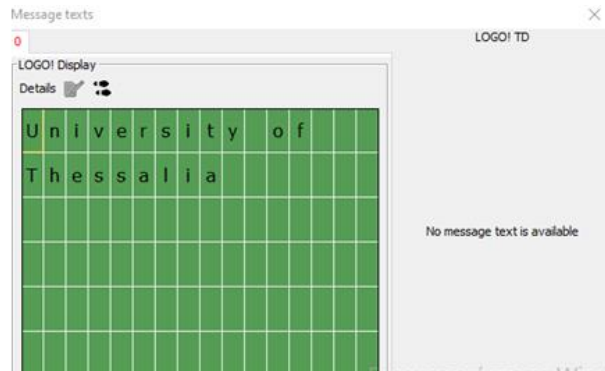 Message texts
LOGO! TD
0
LOGO! Display
Details
University of
Thessalia
No message text is available